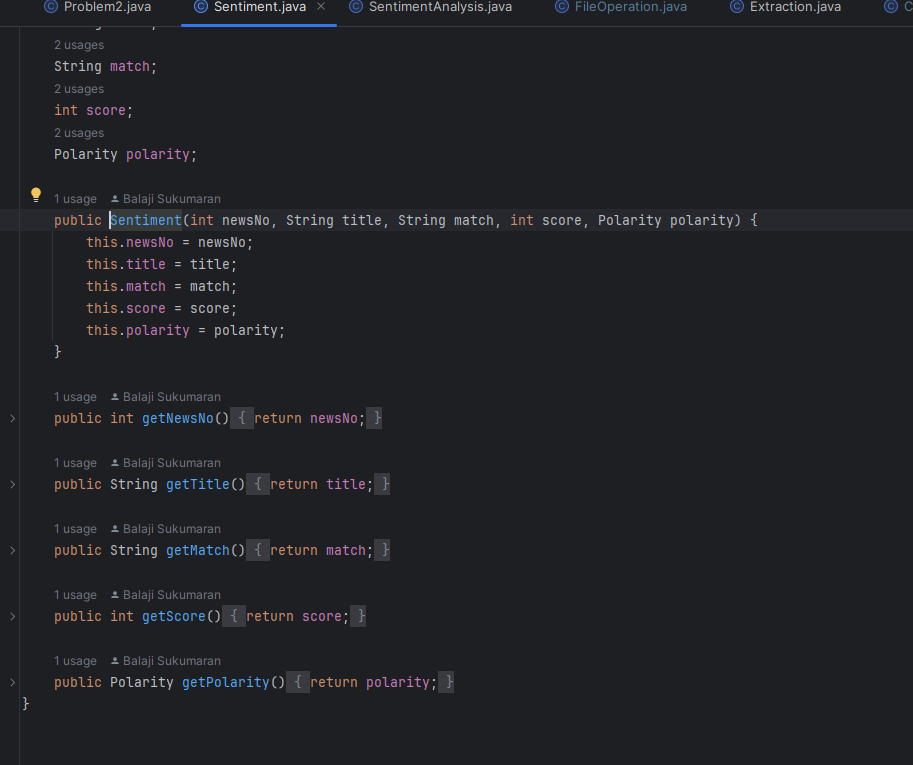 Problem2.java Sentiment.java SentimentAnalysis.java FileOperation.java Extraction.java
2 usages
String match;
2 usages
int score;
2 usages
Polarity polarity;
1 usage Balaji Sukumaran
public Sentiment(int newsNo, String title, String match, int score, Polarity polarity) {
this.newsNo = newsNo;
this.title = title;
this.match = match;
this.score = score;
this.polarity = polarity;
}
1 usage Balaji Sukumaran
public int getNewsNo() { return newsNo; }
1 usage Balaji Sukumaran
public String getTitle() { return title; }
1 usage Balaji Sukumaran
public String getMatch() { return match; }
1 usage Balaji Sukumaran
public int getScore() { return score; }
1 usage Balaji Sukumaran
public Polarity getPolarity() { return polarity; }
}